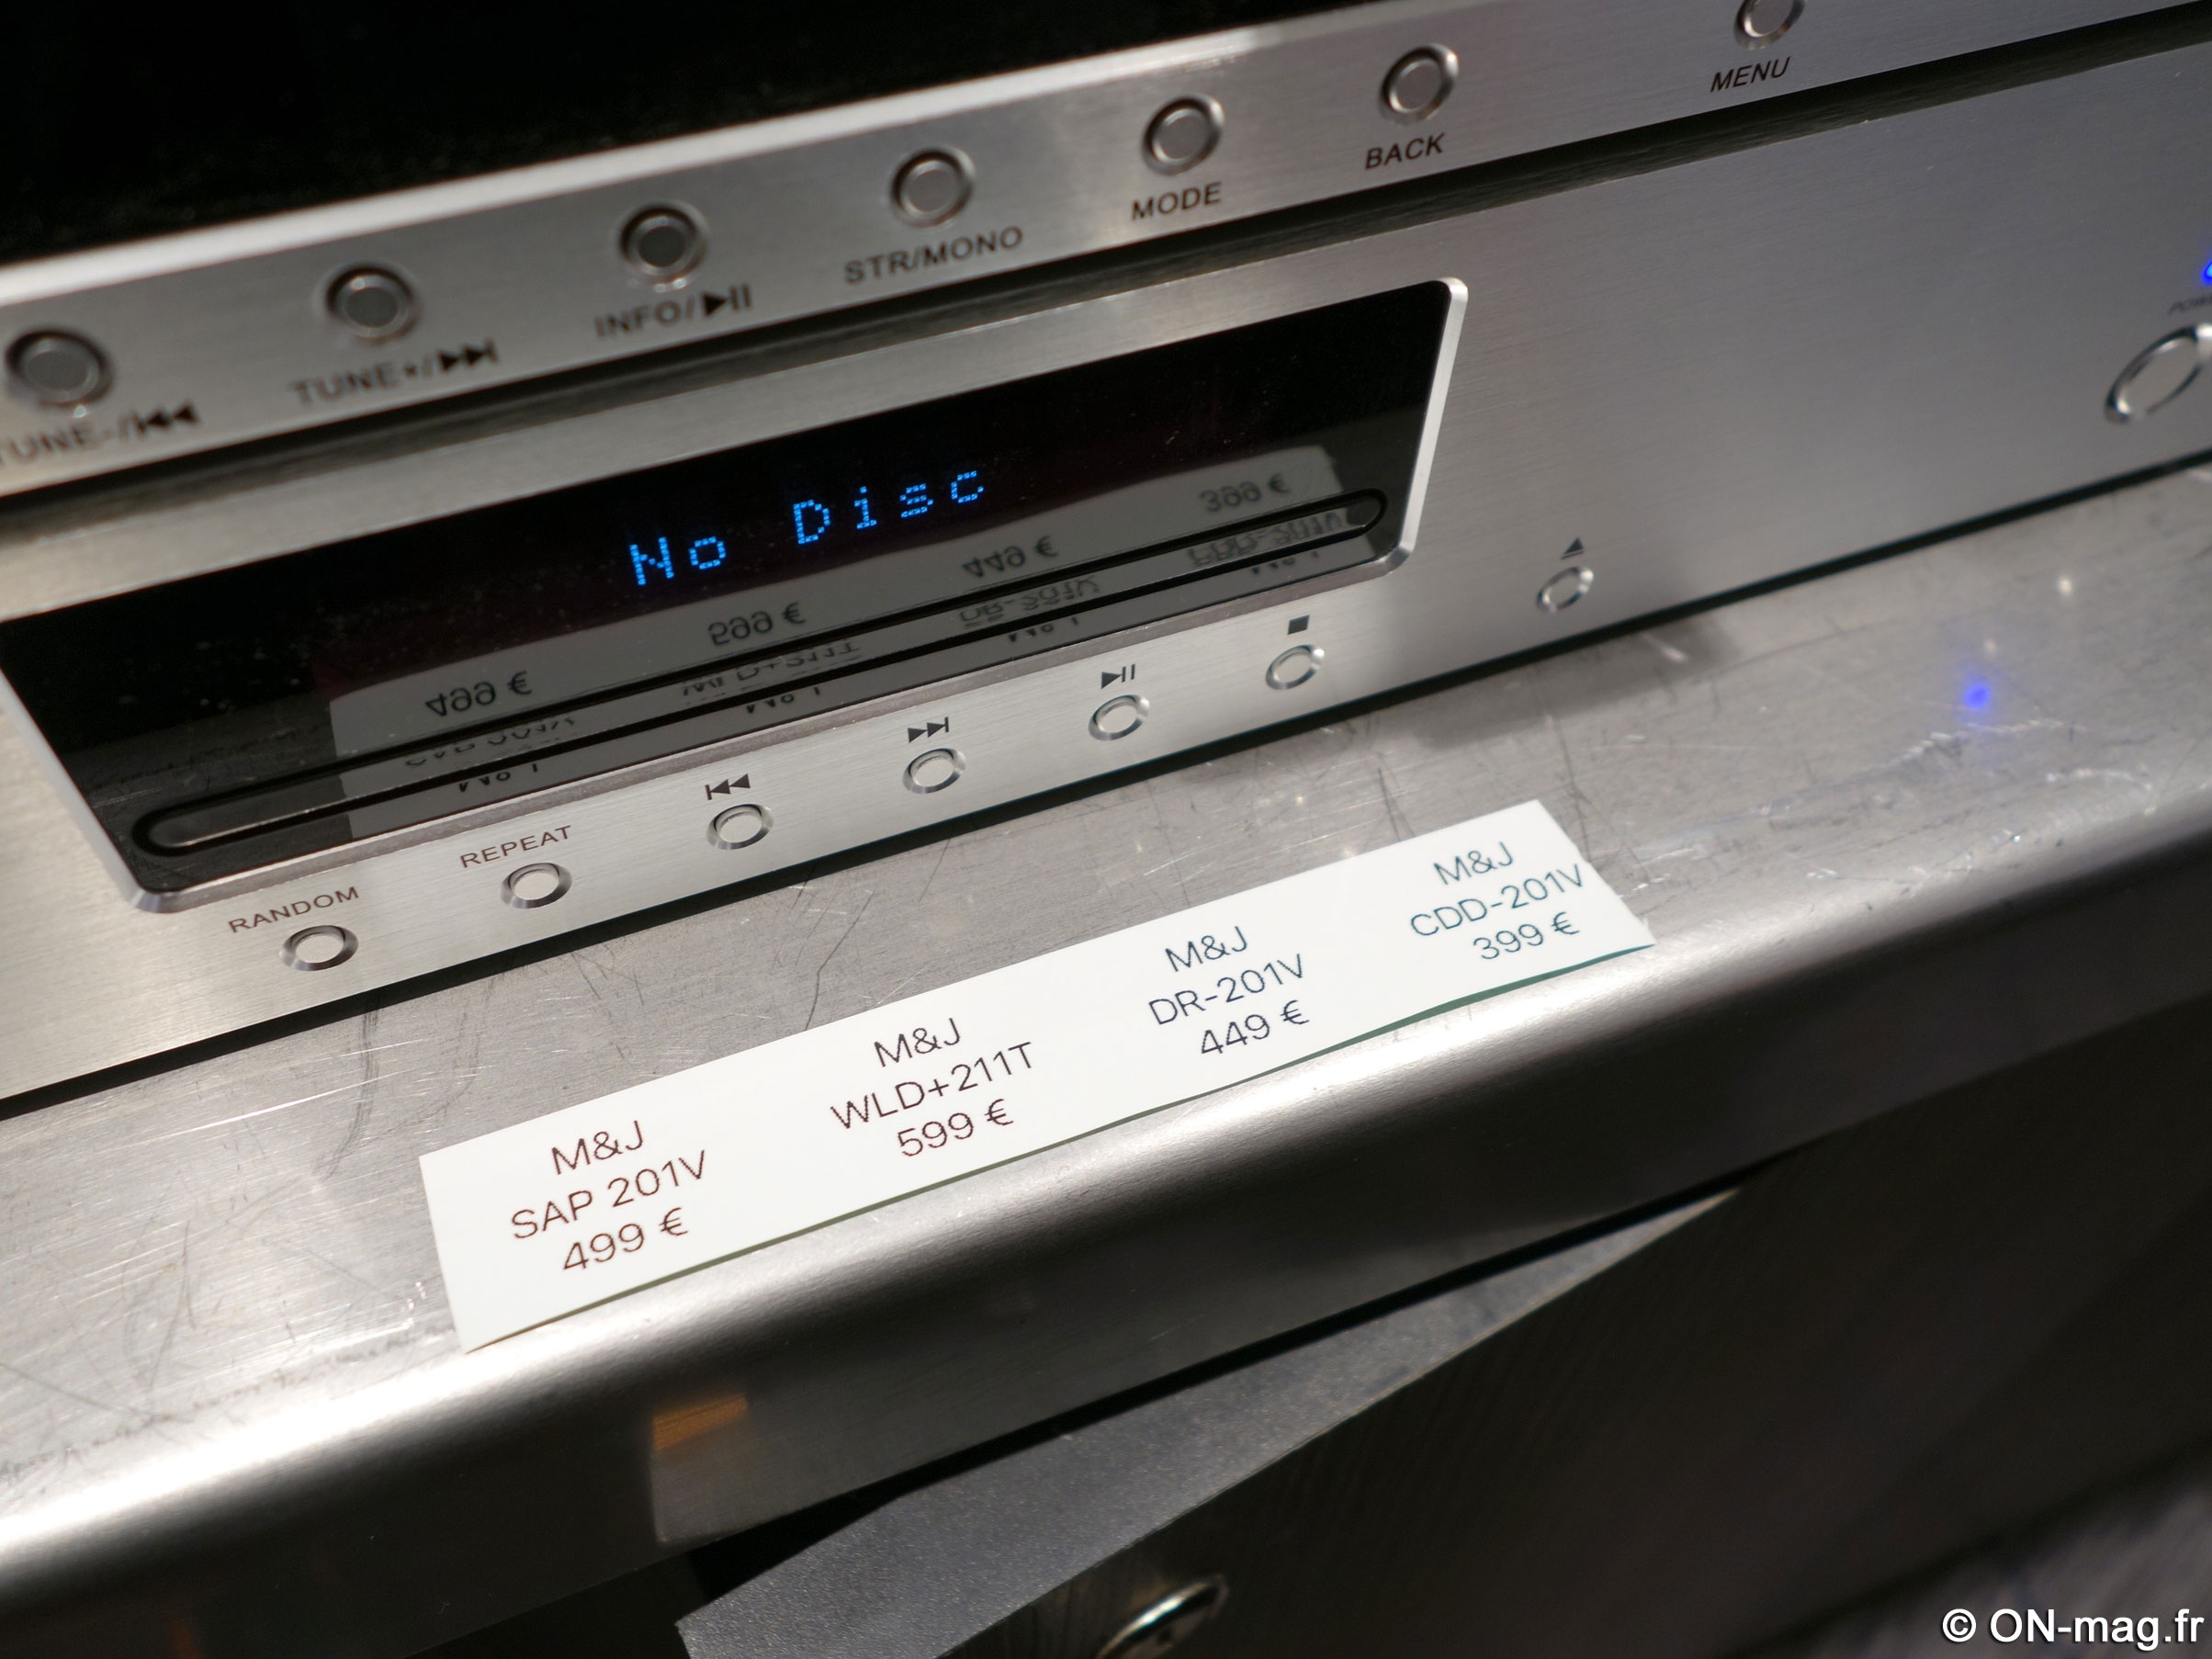 MENU
BACK
MODE
STR/MONO
INFO/
TUNE+/
TUNE-/
No Disc
RANDOM
REPEAT
M&J
SAP 201V
499 €
M&J
WLD+211T
599 €
M&J
DR-201V
449 €
M&J
CDD-201V
399 €
© ON-mag.fr